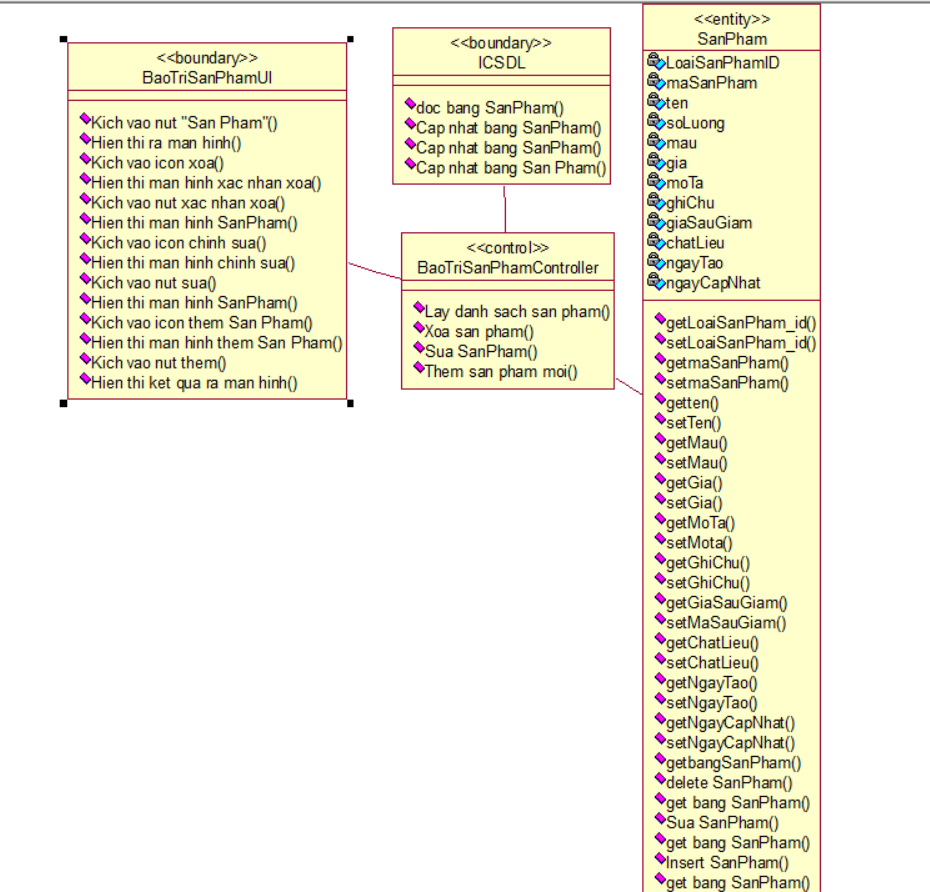 <<boundary>>
BaoTriSanPhamUI
Kich vao nut "San Pham"()
Hien thi ra man hinh()
Kich vao icon xoa()
Hien thi man hinh xac nhan xoa()
Kich vao nut xac nhan xoa()
Hien thi man hinh SanPham()
Kich vao icon chinh sua()
Hien thi man hinh chinh sua()
Kich vao nut sua()
Hien thi man hinh SanPham()
Kich vao icon them San Pham()
Hien thi man hinh them San Pham()
Kich vao nut them()
Hien thi ket qua ra man hinh()
<<boundary>>
ICSDL
doc bang SanPham()
Cap nhat bang SanPham()
Cap nhat bang SanPham()
Cap nhat bang San Pham()
<<control>>
BaoTriSanPhamController
Lay danh sach san pham()
Xoa san pham()
Sua SanPham()
Them san pham moi()
<<entity>>
SanPham
LoaiSanPhamID
maSanPham
ten
soLuong
mau
gia
moTa
ghiChu
giaSauGiam
chatLieu
ngayTao
ngayCapNhat
getLoaiSanPham_id()
setLoaiSanPham_id()
getmaSanPham()
setmaSanPham()
getten()
setTen()
getMau()
setMau()
getGia()
setGia()
getMoTa()
setMota()
getGhiChu()
setGhiChu()
getGiaSauGiam()
setMaSauGiam()
getChatLieu()
setChatLieu()
getNgayTao()
setNgayTao()
getNgayCapNhat()
setNgayCapNhat()
getbangSanPham()
delete SanPham()
get bang SanPham()
Sua SanPham()
get bang SanPham()
Insert SanPham()
get bang SanPham()